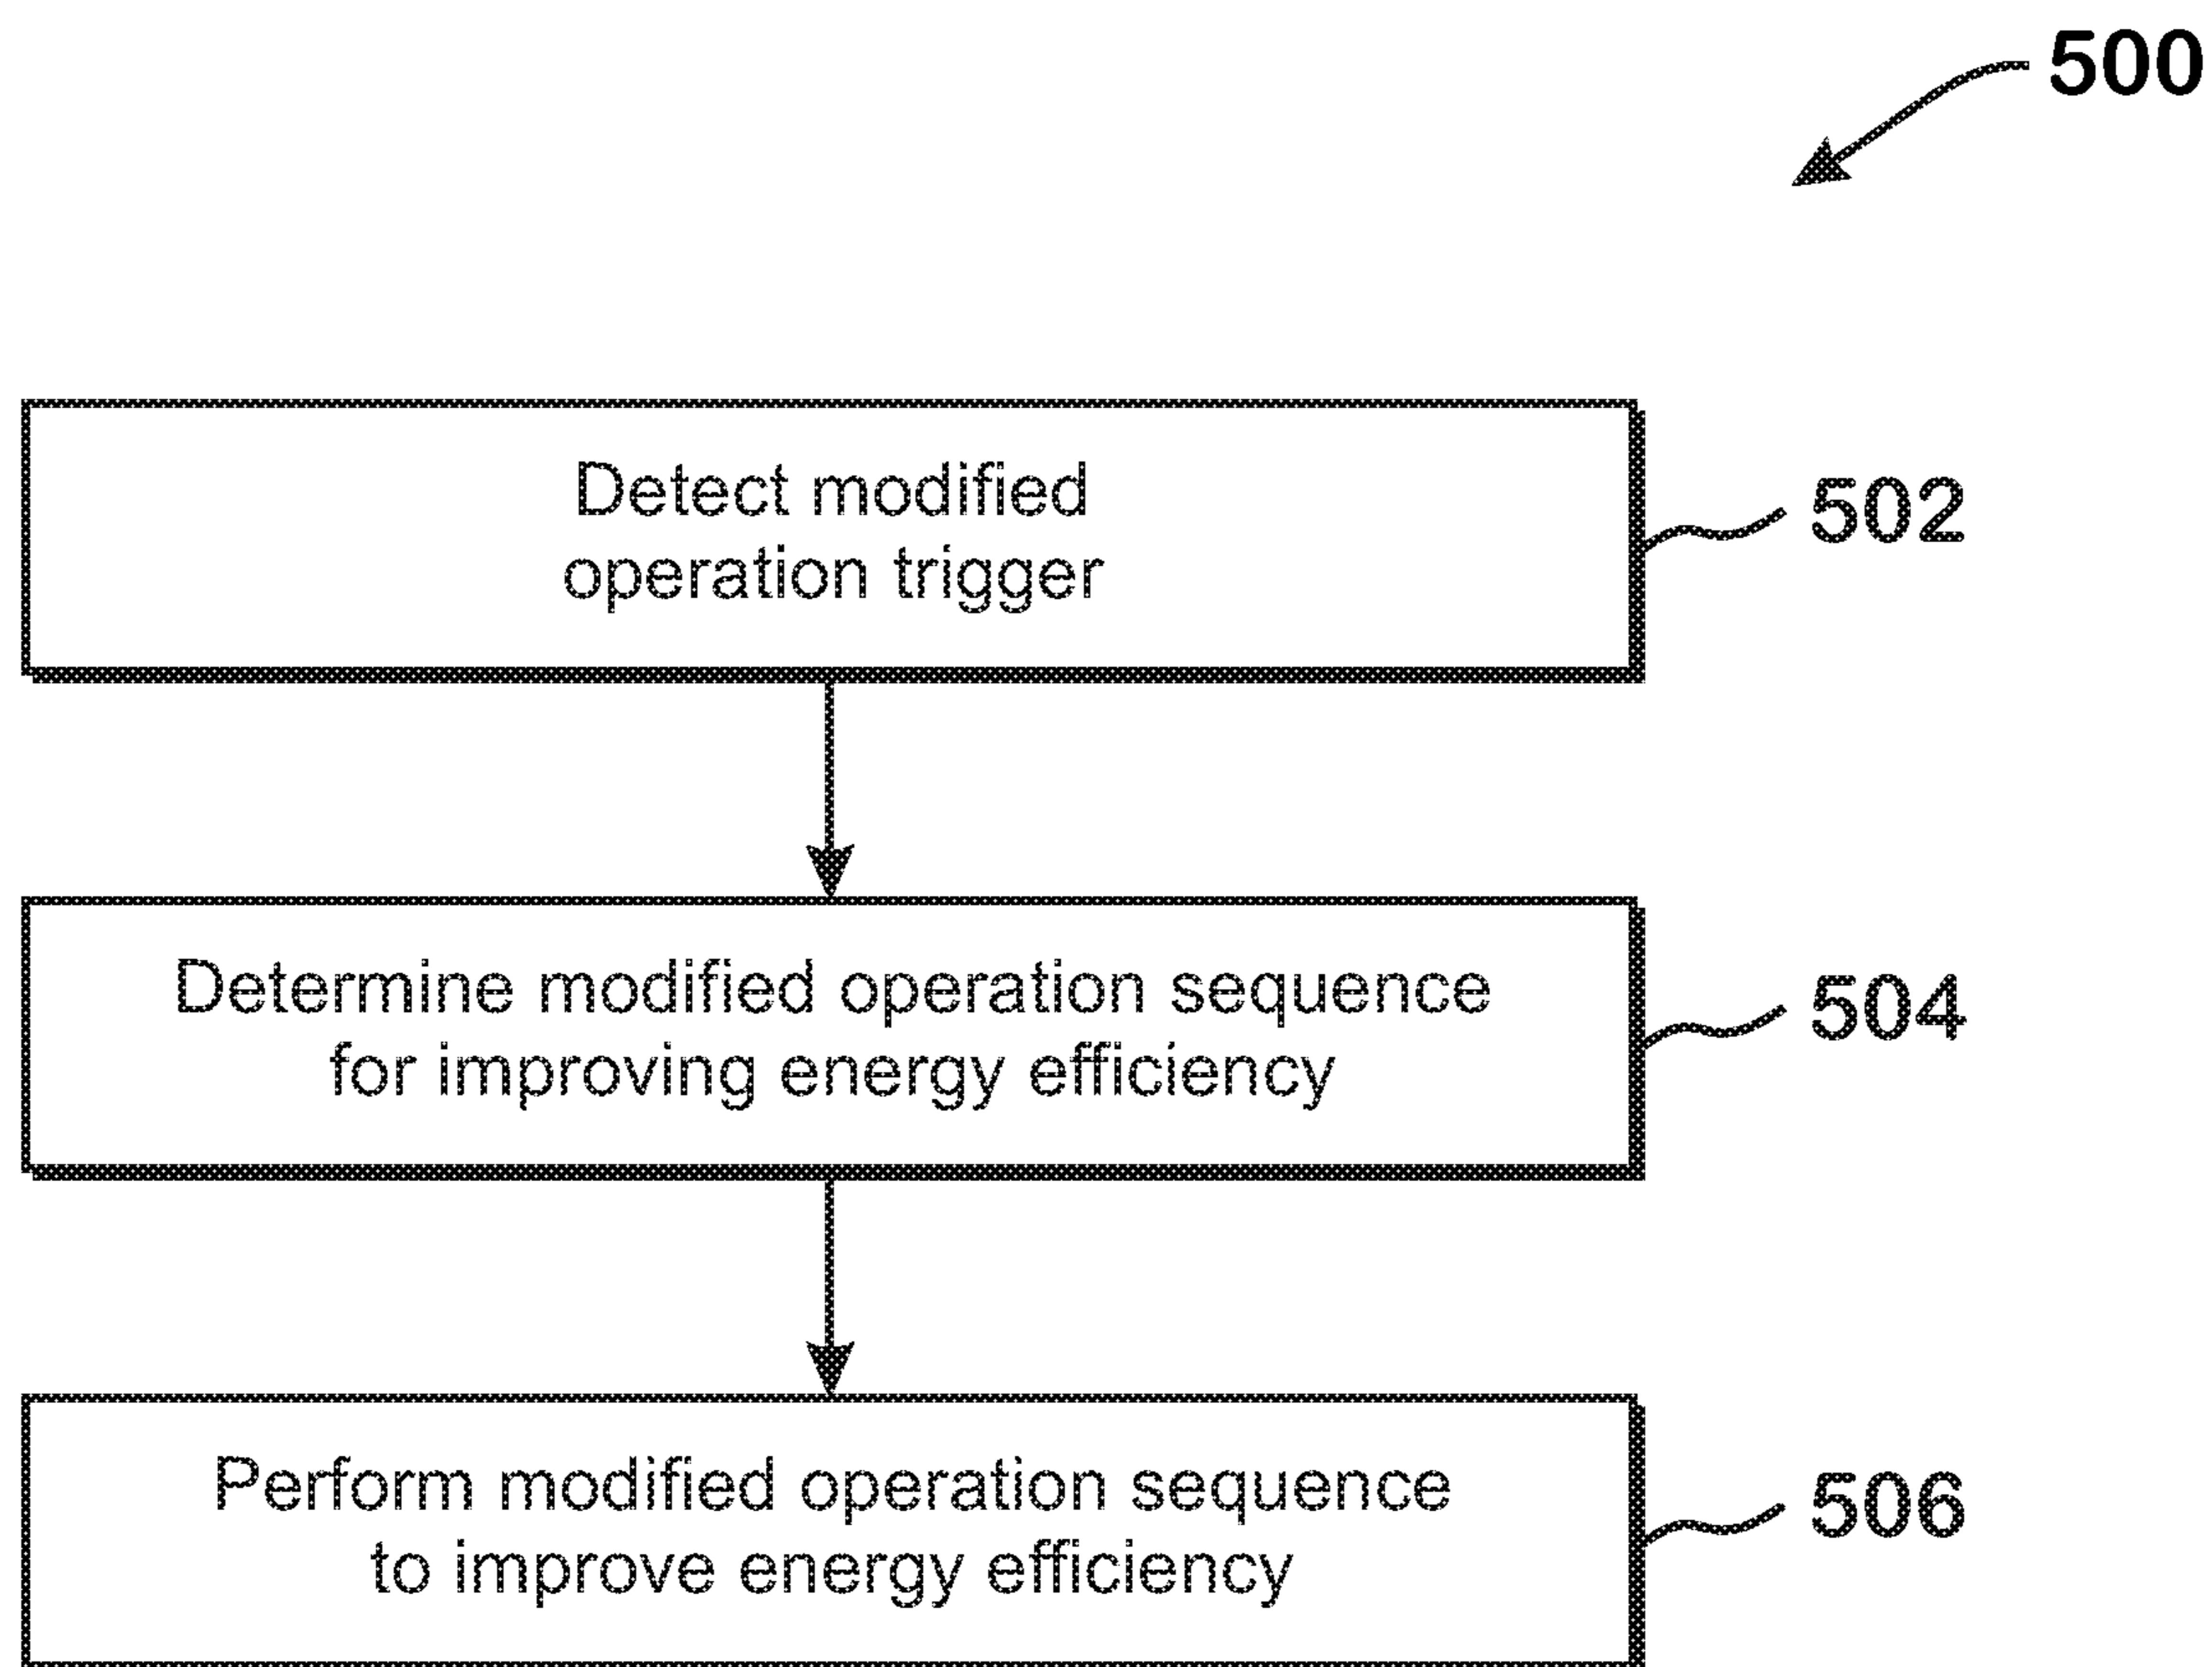 500
Detect modified
operation trigger
502
Determine modified operation sequence
for improving energy efficiency
504
Perform modified operation sequence
to improve energy efficiency
506